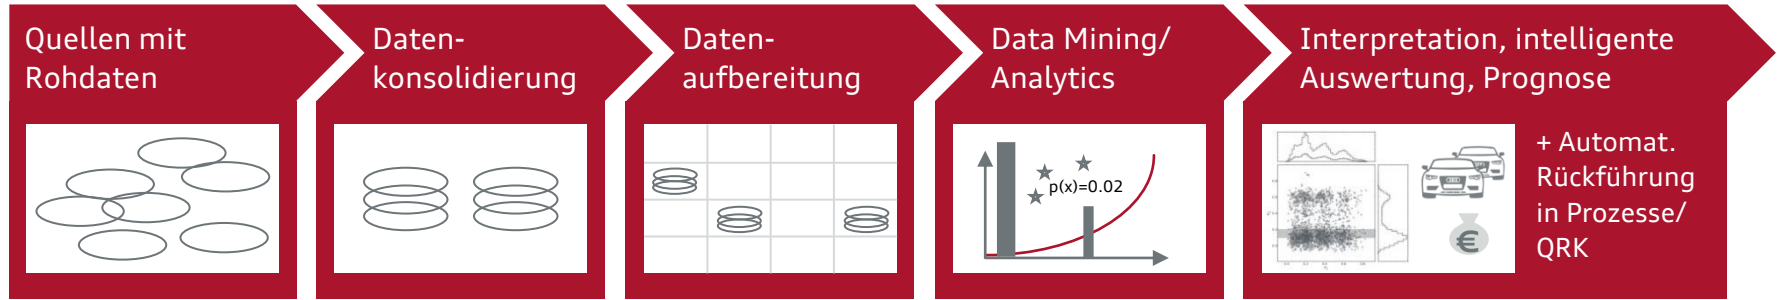 Quellen mit
Rohdaten
Daten-
konsolidierung
Daten-
aufbereitung
Data Mining/
Analytics
Interpretation, intelligente
Auswertung, Prognose
p(x)=0.02
€
+ Automat.
Rückführung
in Prozesse/
QRK